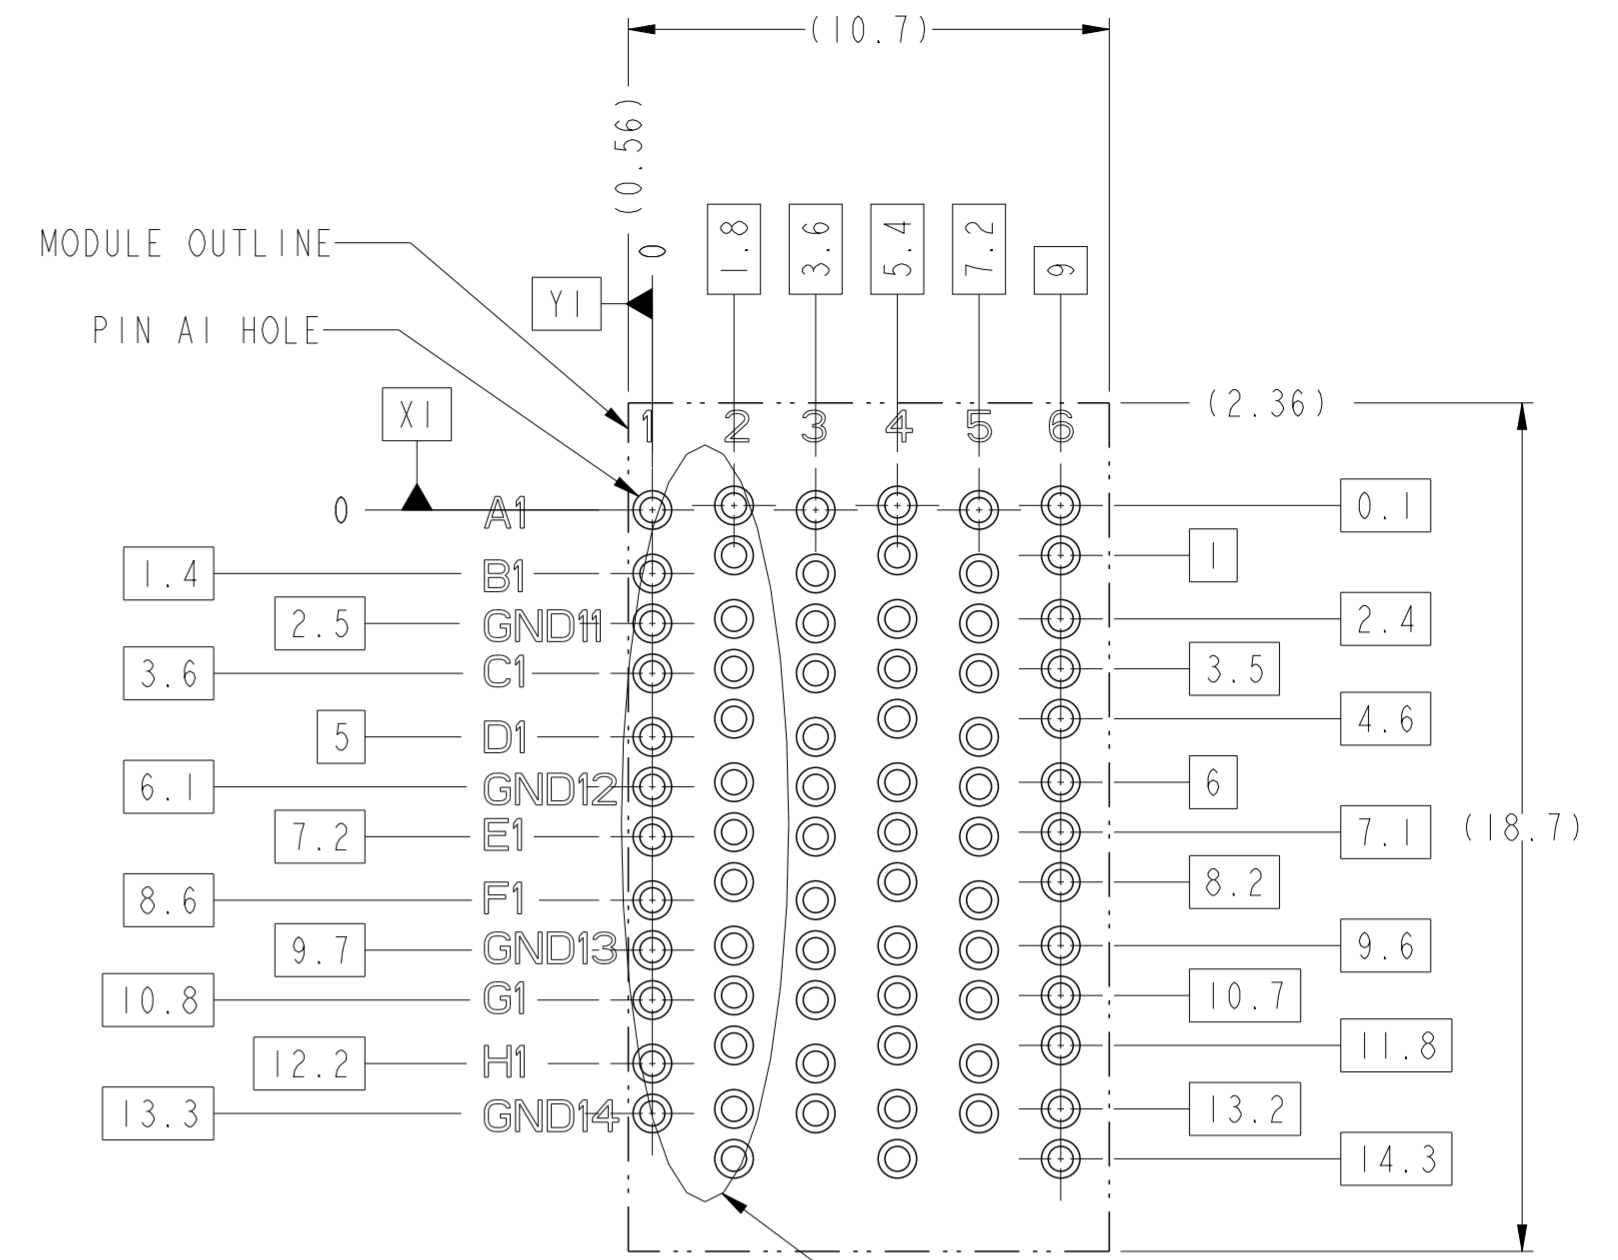 (10.7)
(0.56)
MODULE OUTLINE
0
1.8
3.6
5.4
7.2
9
Y1
PIN A1 HOLE
X1
(2.36)
1 2 3 4 5 6
0 A1 0.1
1
1.4 B1
2.5 GND11 2.4
3.6 C1 3.5
4.6
5 D1
6.1 GND12 6
7.2 E1 7.1
(18.7)
8.2
8.6 F1
9.7 GND13 9.6
10.8 G1 10.7
11.8
12.2 H1
13.3 GND14 13.2
14.3